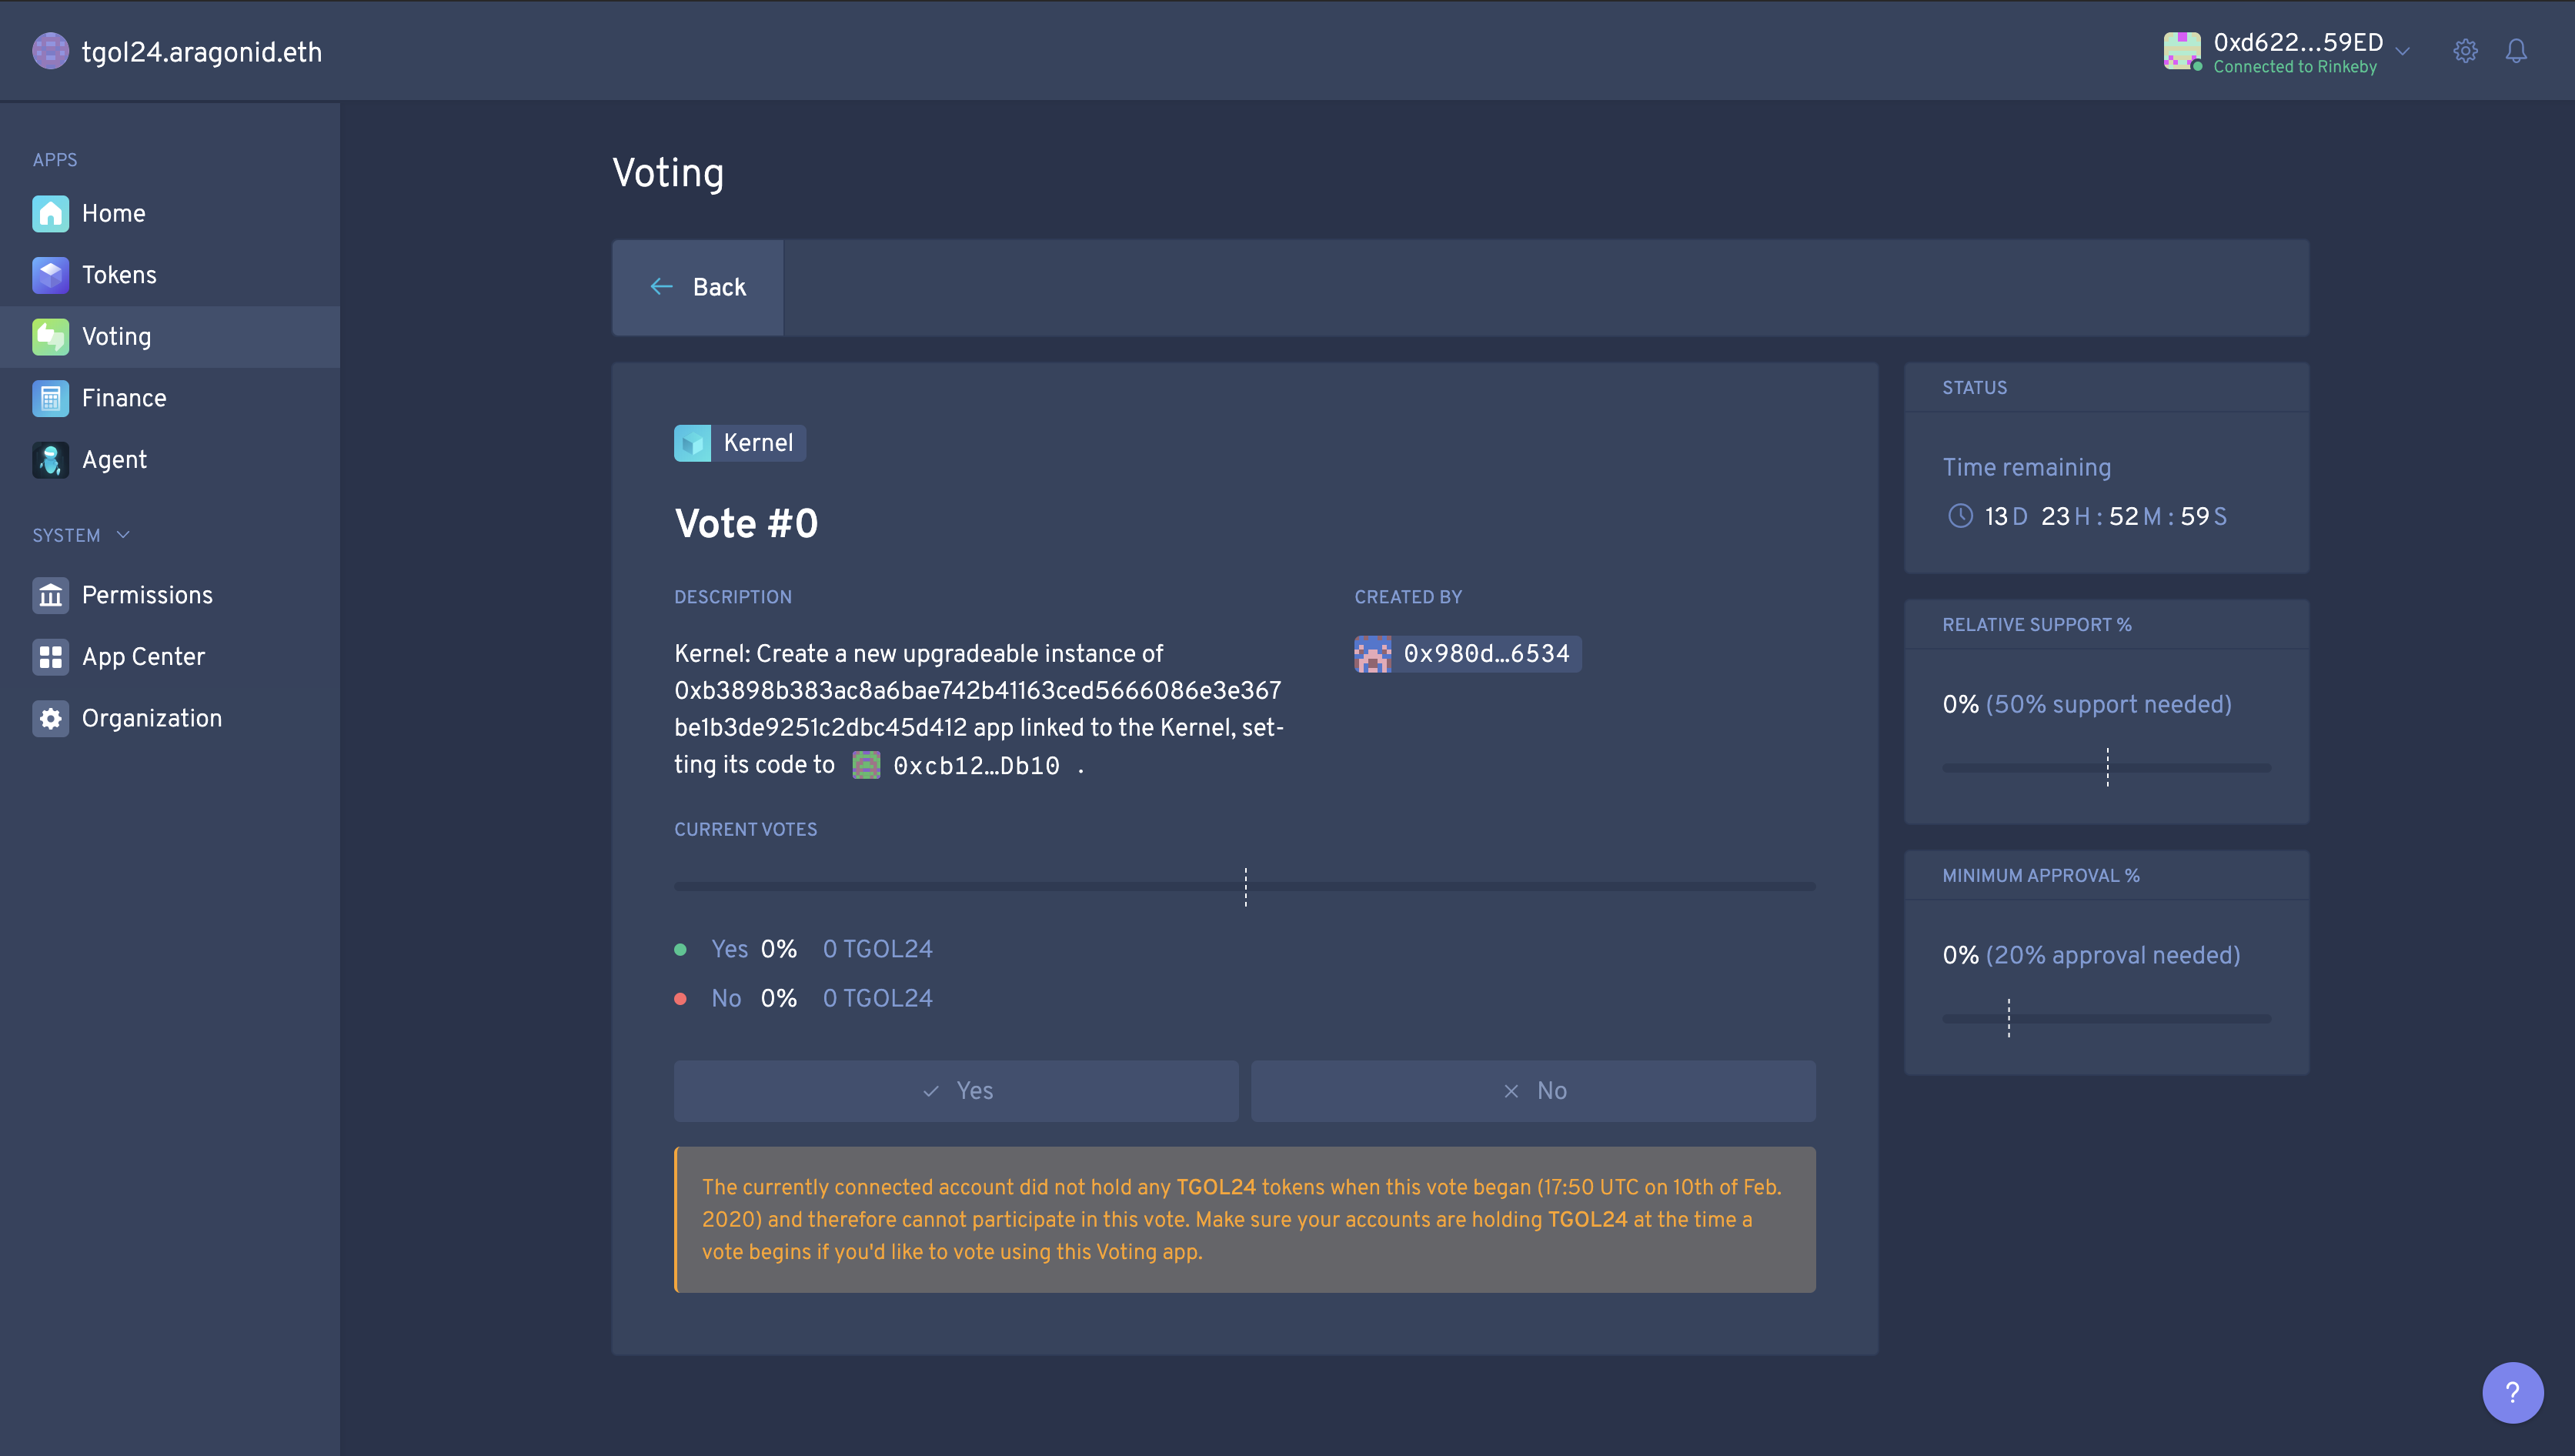 tgol24.aragonid.eth
0xd622...59ED
Connected to Rinkeby
APPS
Home
Tokens
Voting
Finance
Agent
SYSTEM
Permissions
App Center
Organization
Voting
Back
Kernel
Vote #0
DESCRIPTION
Kernel: Create a new upgradeable instance of
0xb3898b383ac8a6bae742b41163ced5666086e3e367
be1b3de9251c2dbc45d412 app linked to the Kernel, set-
ting its code to 0xcb12…Db10 .
CREATED BY
0x980d…6534
CURRENT VOTES
Yes 0% 0 TGOL24
No 0% 0 TGOL24
Yes
No
The currently connected account did not hold any TGOL24 tokens when this vote began (17:50 UTC on 10th of Feb.
2020) and therefore cannot participate in this vote. Make sure your accounts are holding TGOL24 at the time a
vote begins if you'd like to vote using this Voting app.
STATUS
Time remaining
13 D 23 H : 52 M : 59 S
RELATIVE SUPPORT %
0% (50% support needed)
MINIMUM APPROVAL %
0% (20% approval needed)
?